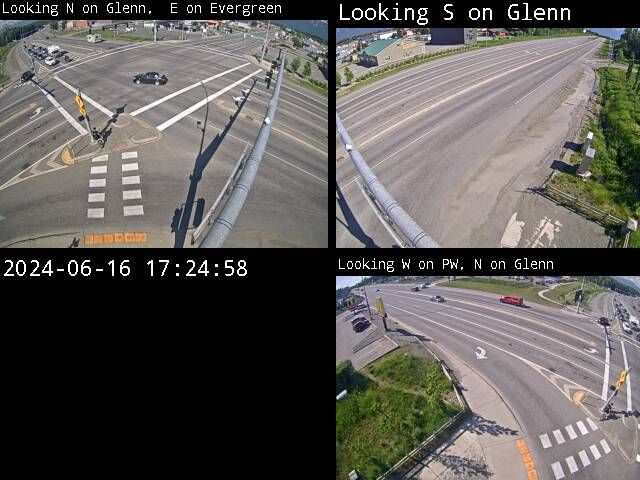 Looking N on Glenn,  E on Evergreen
Looking S on Glenn
2024-06-16 17:24:58
Looking W on PW, N on Glenn